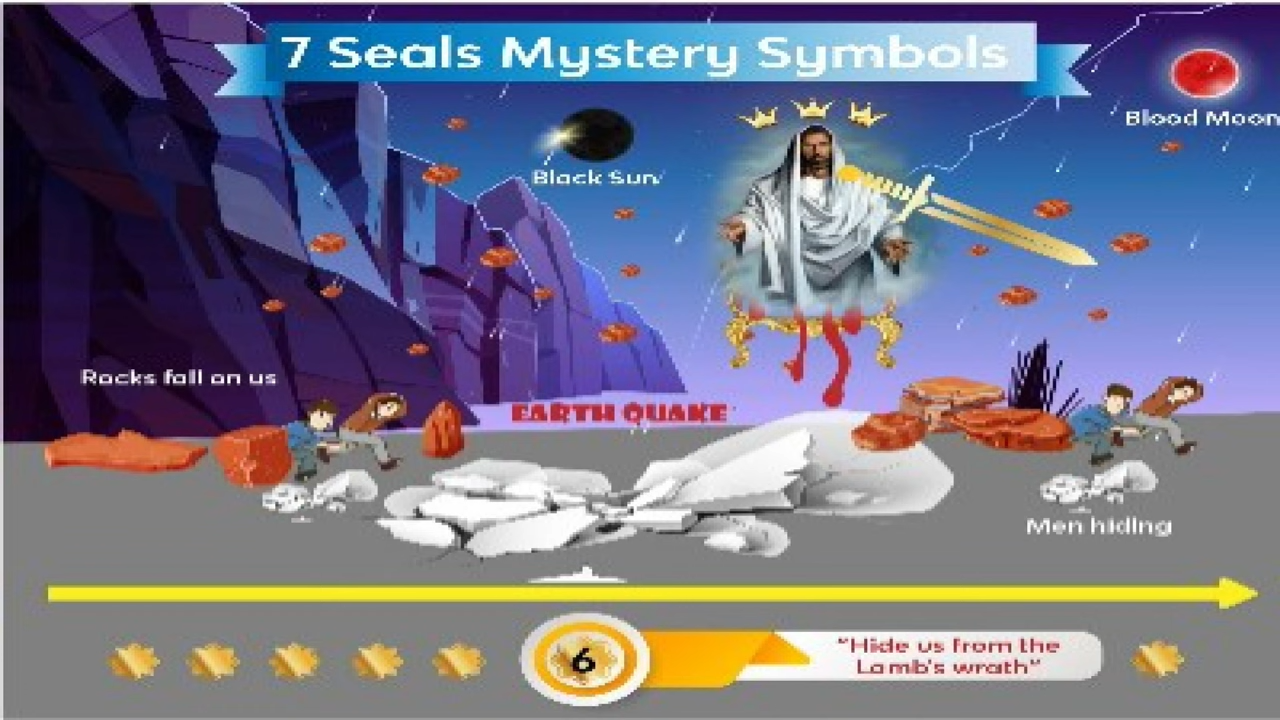 7 Seals Mystery Symbols
Blood Moon
Black Sun
Rocks fall on us
EARTH QUAKE
Men hiding
6
"Hide us from the
Lamb's wrath"